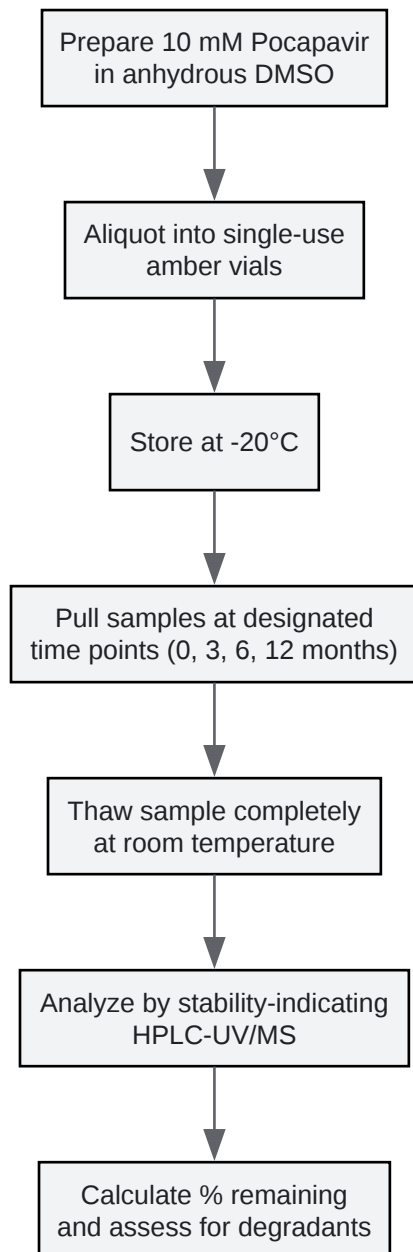 Prepare 10 mM Pocapavir
in anhydrous DMSO
Aliquot into single-use
amber vials
Store at -20°C
Pull samples at designated
time points (0, 3, 6, 12 months)
Thaw sample completely
at room temperature
Analyze by stability-indicating
HPLC-UV/MS
Calculate % remaining
and assess for degradants